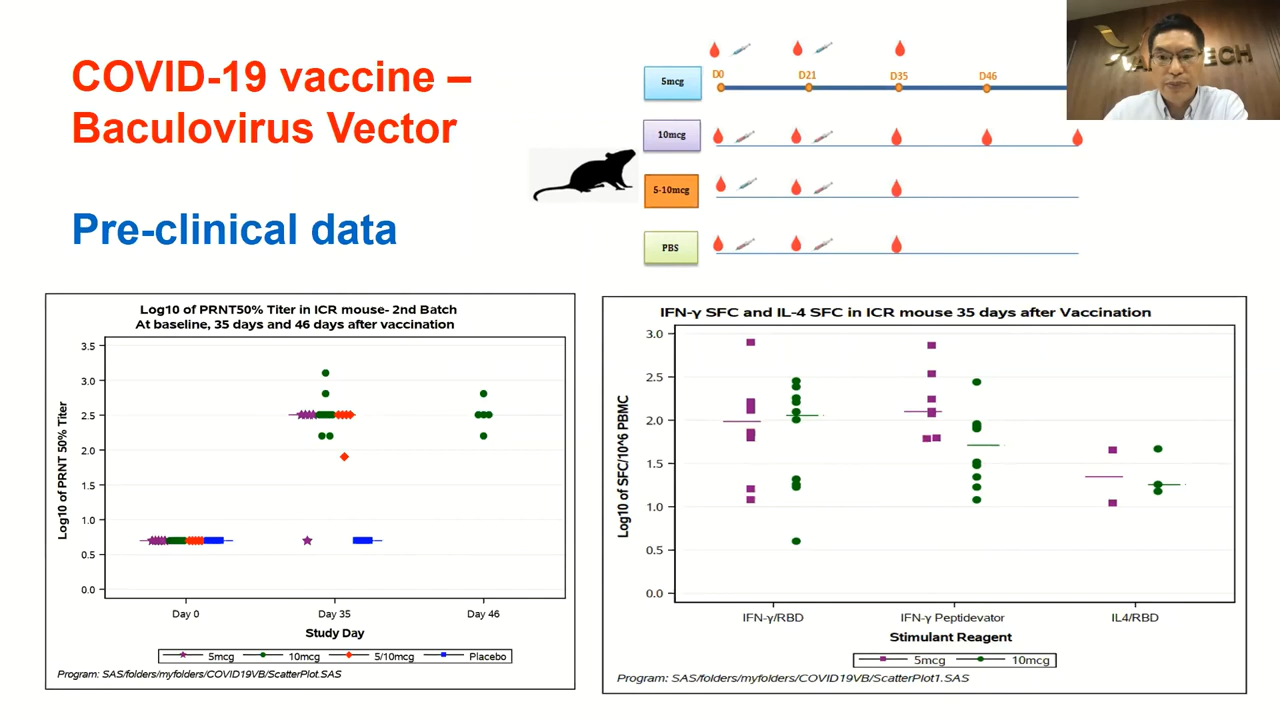 COVID-19 vaccine –
Baculovirus Vector
Pre-clinical data
5mcg
D0
D21
D35
D46
10mcg
5-10mcg
PBS
Log10 of PRNT50% Titer in ICR mouse- 2nd Batch
At baseline, 35 days and 46 days after vaccination
Log10 of PRNT 50% Titer
3.5
3.0
2.5
2.0
1.5
1.0
0.5
0.0
Day 0
Day 35
Day 46
Study Day
5mcg
10mcg
5/10mcg
Placebo
Program: SAS/folders/myfolders/COVID19VB/ScatterPlot.SAS
IFN-γ SFC and IL-4 SFC in ICR mouse 35 days after Vaccination
Log10 of SFC/10^6 PBMC
3.0
2.5
2.0
1.5
1.0
0.5
0.0
IFN-γ/RBD
IFN-γ Peptidevator
IL4/RBD
Stimulant Reagent
5mcg
10mcg
Program: SAS/folders/myfolders/COVID19VB/ScatterPlot1.SAS